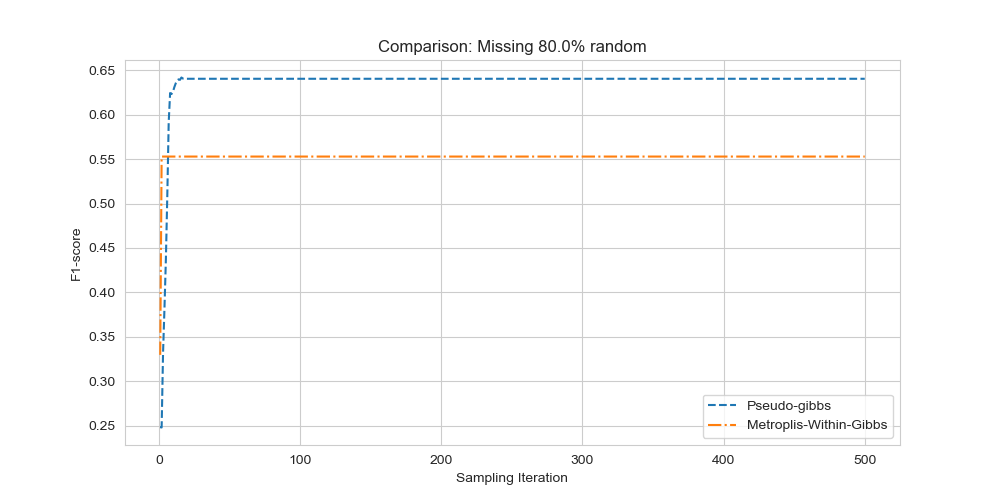 Comparison: Missing 80.0% random
0.65
0.60
0.55
0.50
0.45
0.40
0.35
0.30
0.25
F1-score
0 100 200 300 400 500
Sampling Iteration
Pseudo-gibbs
Metroplis-Within-Gibbs